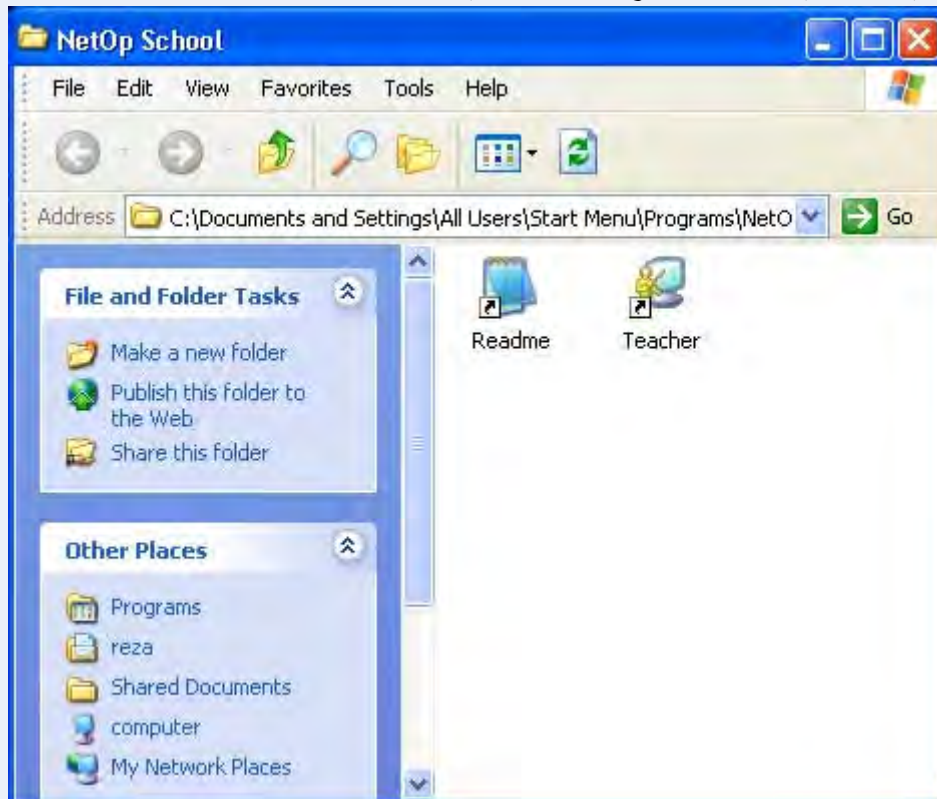 NetOp School
File Edit View Favorites Tools Help
Address C:\Documents and Settings\All Users\Start Menu\Programs\NetO Go
File and Folder Tasks
Readme Teacher
Make a new folder
Publish this folder to
the Web
Share this folder
Other Places
Programs
reza
Shared Documents
computer
My Network Places